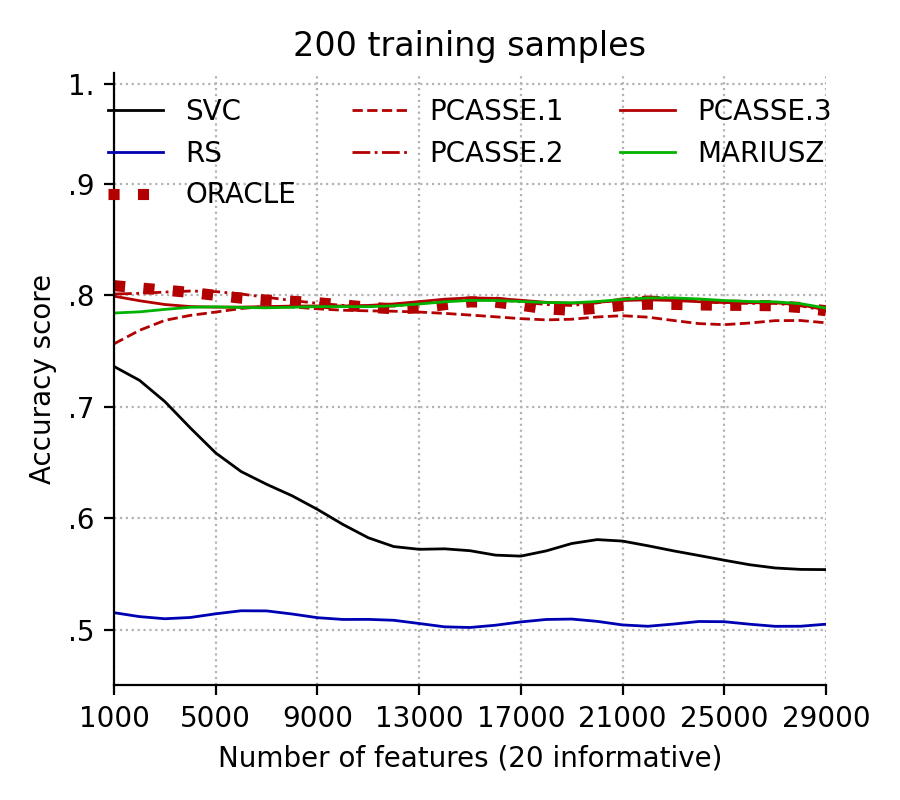 200 training samples
1.
SVC PCASSE.1 PCASSE.3
RS PCASSE.2 MARIUSZ
.9
ORACLE
.8
.7
.6
.5
Accuracy score
1000 5000 9000 13000 17000 21000 25000 29000
Number of features (20 informative)